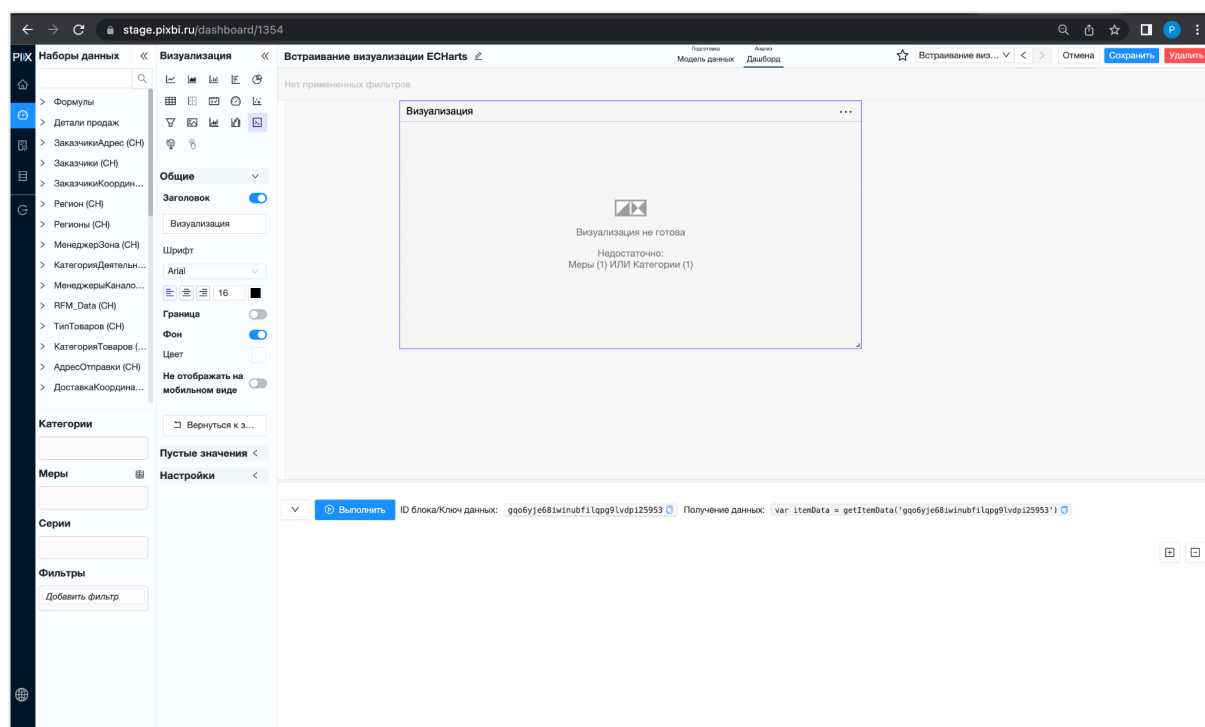 stage.pixbi.ru/dashboard/1354
P
PIX
Наборы данных
Визуализация
Встраивание визуализации ECHarts
Подготовка
Модель данных
Анализ
Дашборд
Встраивание виз...
Отмена
Сохранить
Удалить
Нет примененных фильтров
Формулы
Детали продаж
ЗаказчикиАдрес (CH)
Заказчики (CH)
ЗаказчикиКоордин...
Регион (CH)
Регионы (CH)
МенеджерЗона (CH)
КатегорияДеятельн...
МенеджерыКанало...
RFM_Data (CH)
ТипТоваров (CH)
КатегорияТоваров (...
АдресОтправки (CH)
ДоставкаКоордина...
Категории
Меры
Серии
Фильтры
Добавить фильтр
Общие
Заголовок
Визуализация
Шрифт
Arial
16
Граница
Фон
Цвет
Не отображать на
мобильном виде
Вернуться к з...
Пустые значения
Настройки
Визуализация
Визуализация не готова
Недостаточно:
Меры (1) ИЛИ Категории (1)
Выполнить
ID блока/Ключ данных: gqo6yje68iwinubfilqpg9lvdpi25953
Получение данных: var itemData = getItemData('gqo6yje68iwinubfilqpg9lvdpi25953')